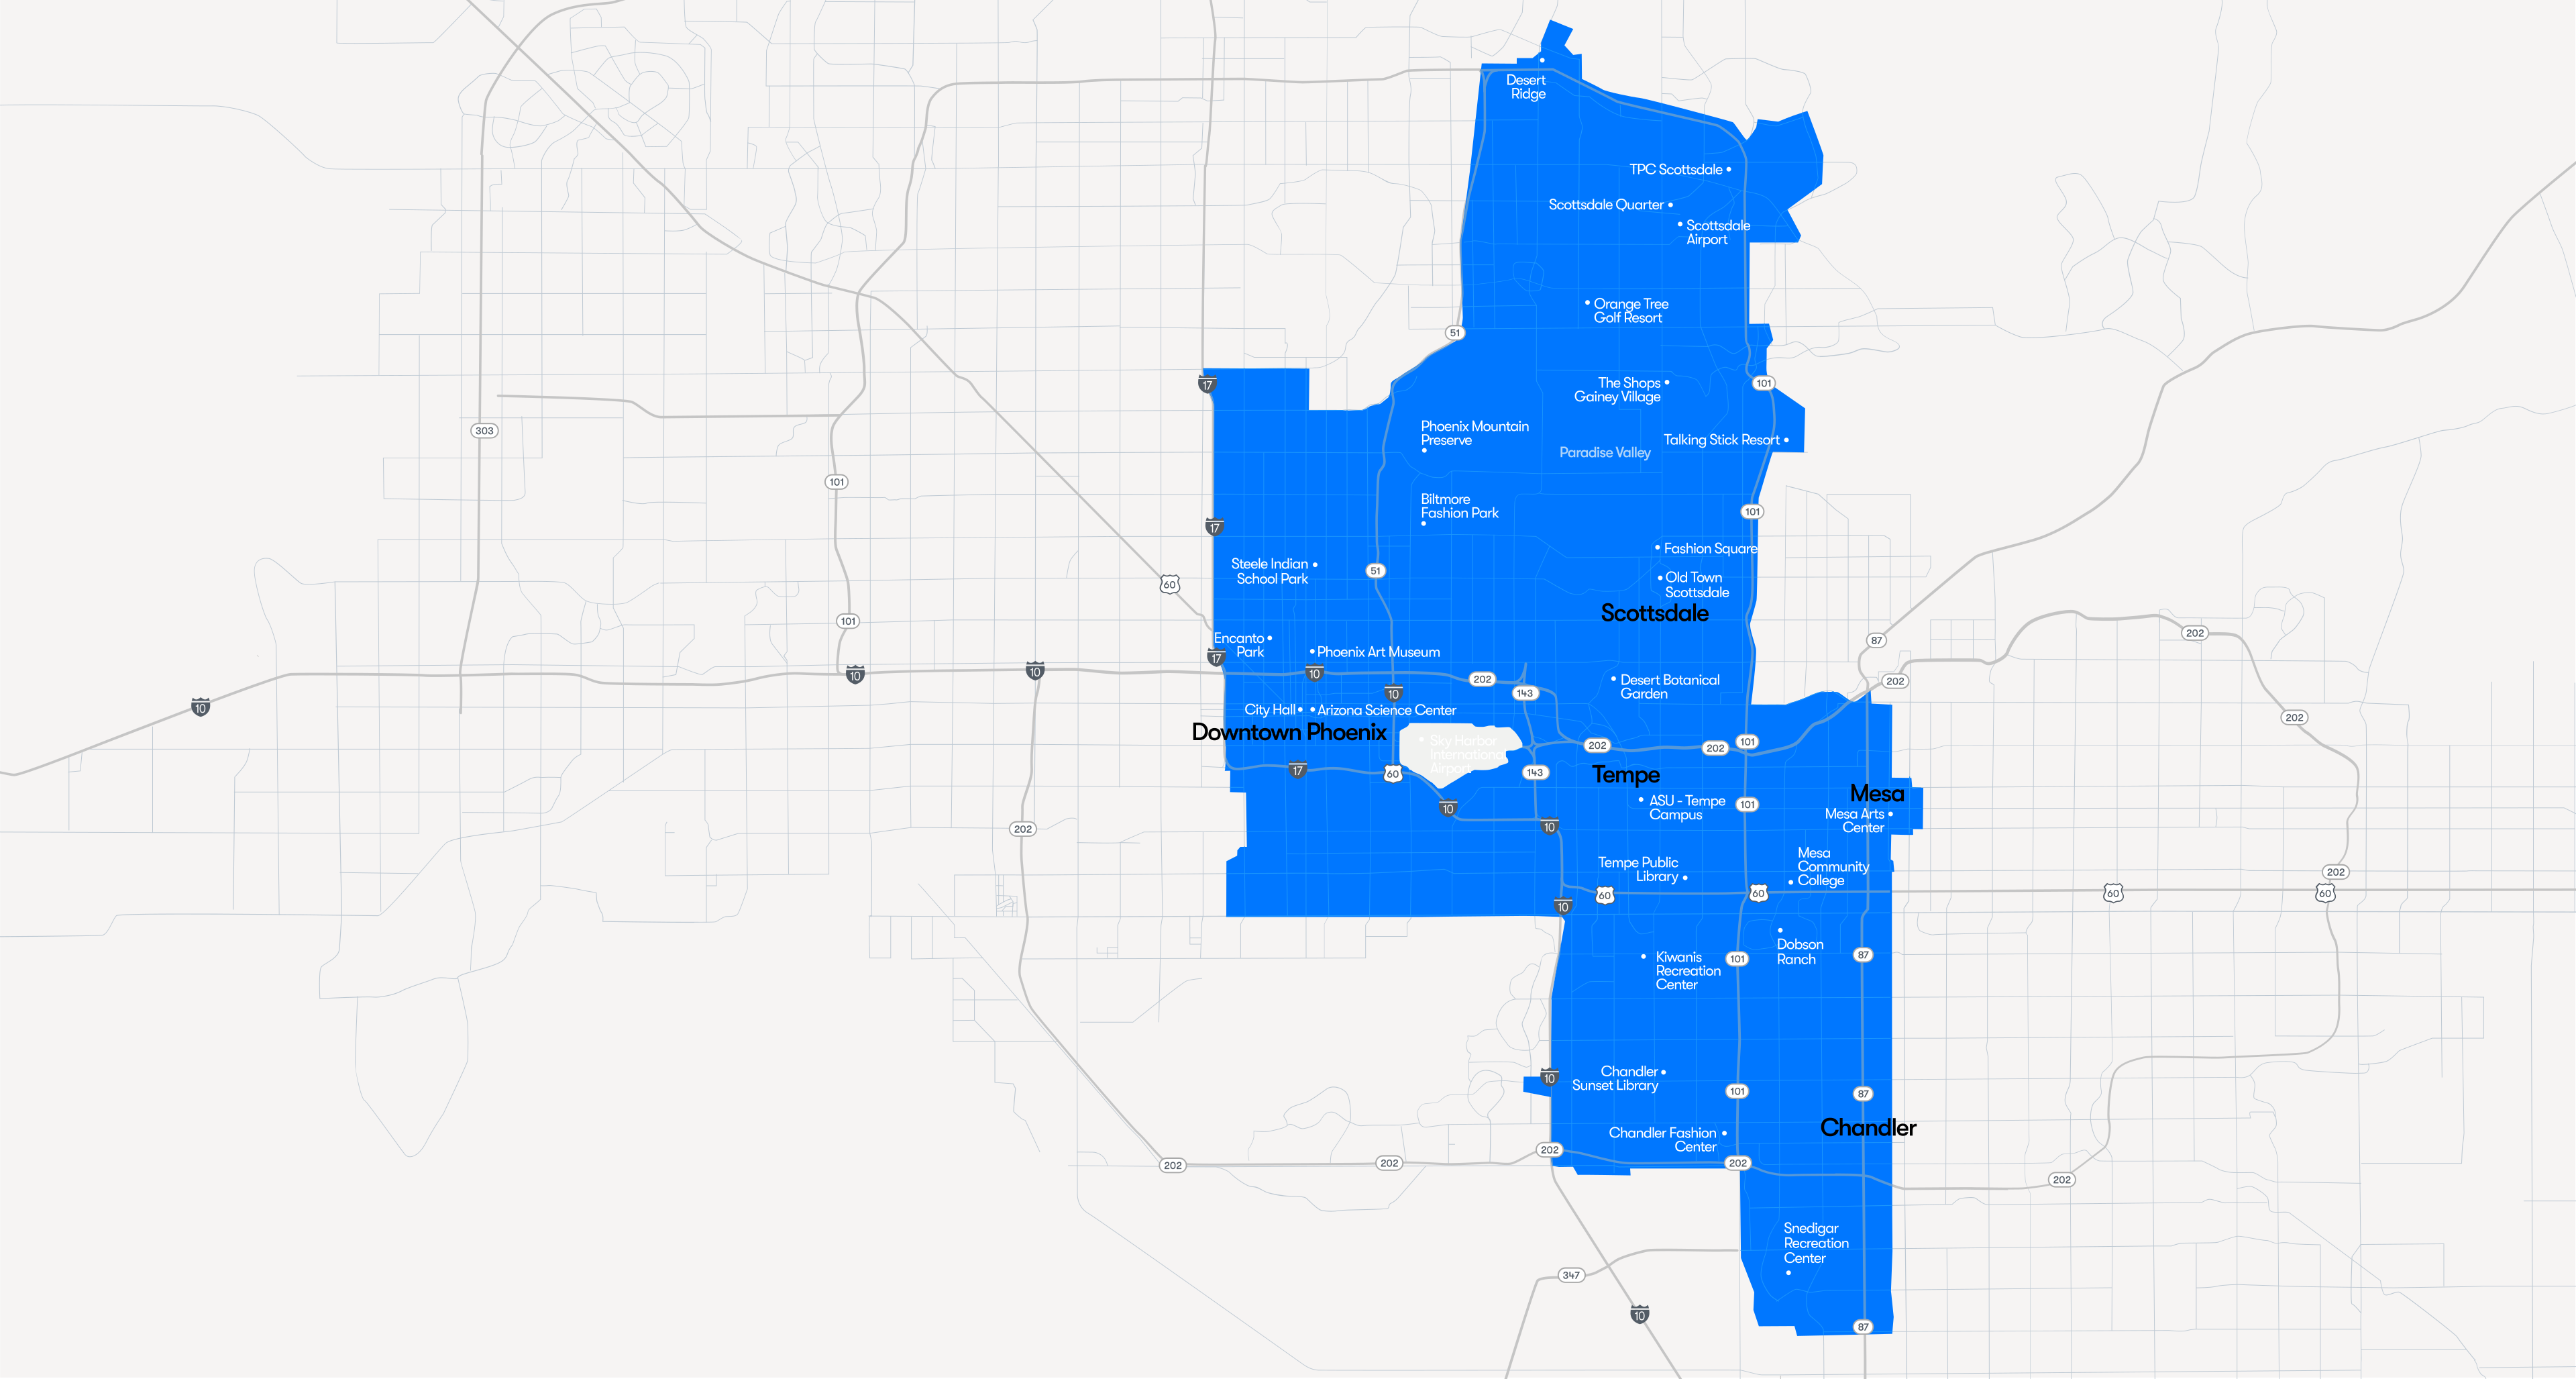 Desert
Ridge
TPC Scottsdale
Scottsdale Quarter
Scottsdale
Airport
Orange Tree
Golf Resort
51
17
The Shops
Gainey Village
101
303
Phoenix Mountain
Preserve
Talking Stick Resort
Paradise Valley
101
Biltmore
Fashion Park
101
17
Fashion Square
Steele Indian
School Park
51
60
Old Town
Scottsdale
Scottsdale
101
202
Encanto
Park
87
Phoenix Art Museum
17
10
10
10
202
Desert Botanical
Garden
202
10
143
10
City Hall
Arizona Science Center
202
Downtown Phoenix
Sky Harbor
International
Airport
202
202
101
17
60
143
Tempe
Mesa
ASU - Tempe
Campus
101
10
Mesa Arts
Center
202
10
Mesa
Community
College
Tempe Public
Library
202
60
60
60
60
10
Dobson
Ranch
Kiwanis
Recreation
Center
101
87
Chandler
Sunset Library
10
101
87
Chandler
Chandler Fashion
Center
202
202
202
202
202
Snedigar
Recreation
Center
347
10
87